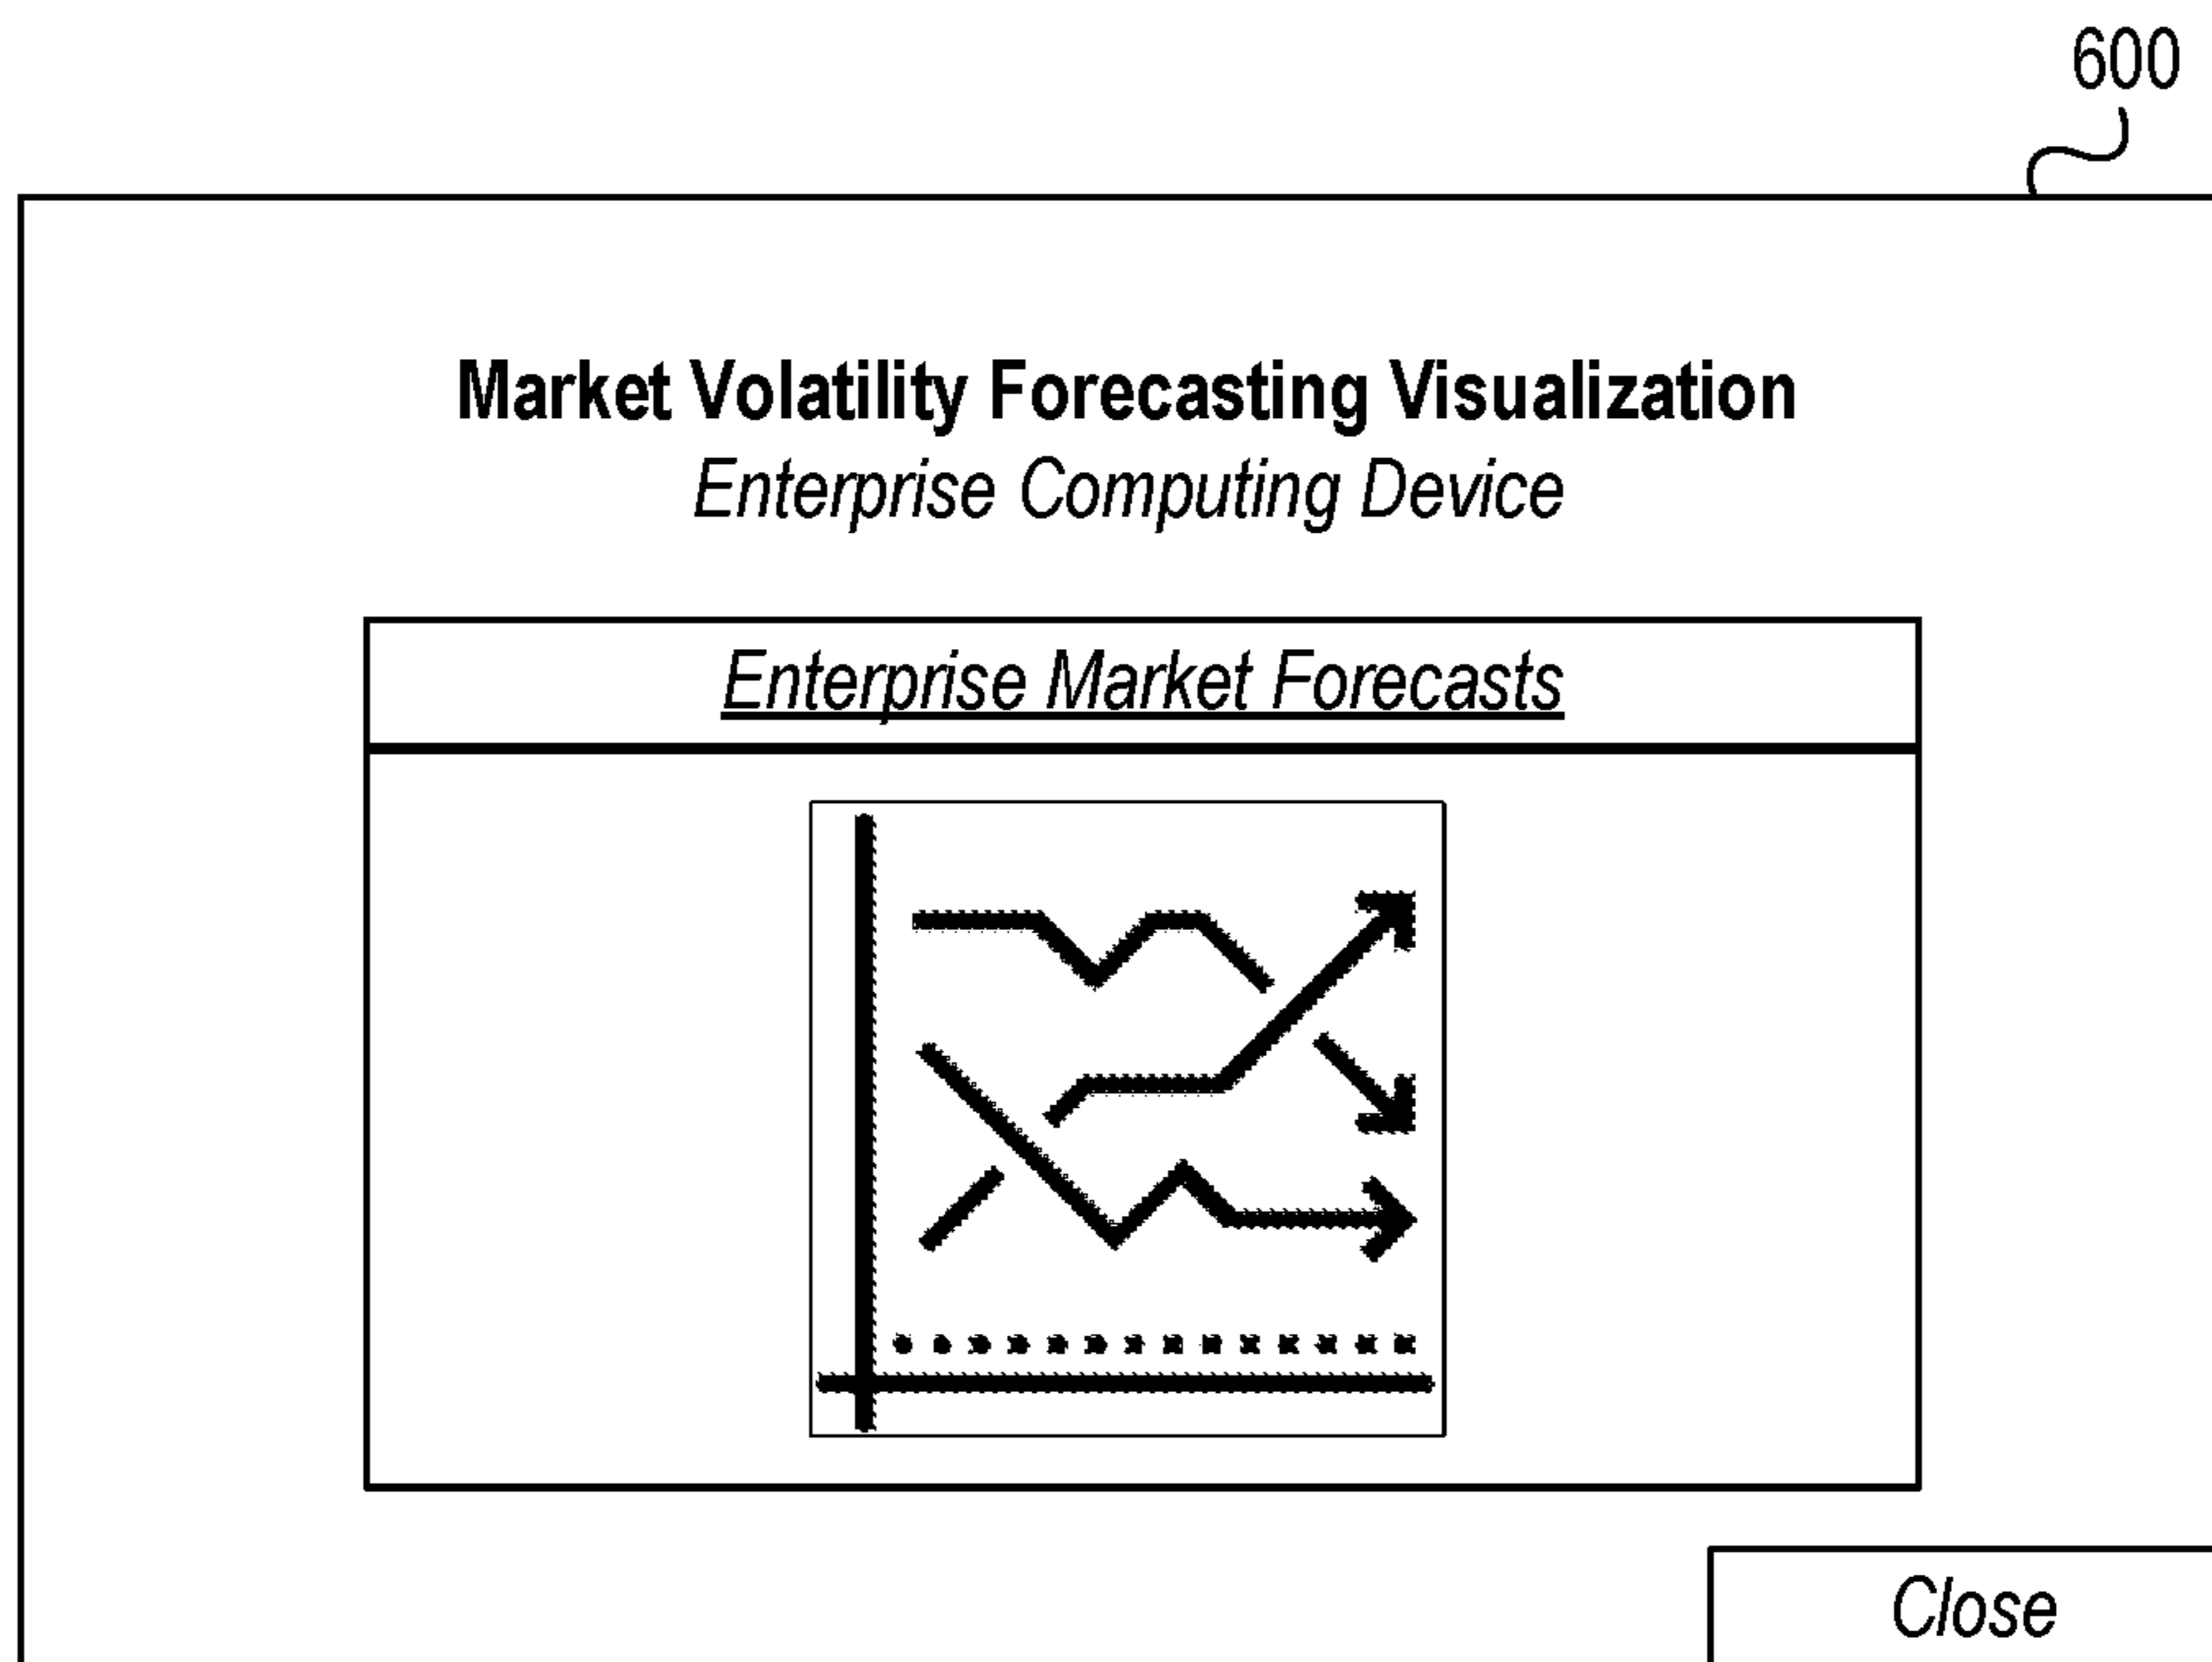 600
Market Volatility Forecasting Visualization
Enterprise Computing Device
Enterprise Market Forecasts
Close